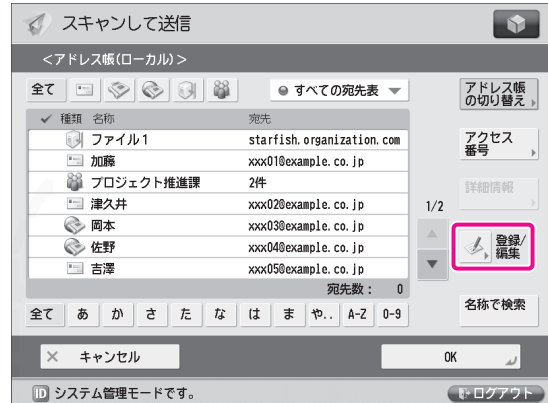 スキャンして送信
<アドレス帳(ローカル)>
全て
すべての宛先表
アドレス帳
の切り替え
種類 名称 宛先
ファイル1 starfish.organization.com
加藤 xxx01@example.co.jp
プロジェクト推進課 2件
津久井 xxx02@example.co.jp
岡本 xxx03@example.co.jp
佐野 xxx04@example.co.jp
吉澤 xxx05@example.co.jp
宛先数: 0
アクセス
番号
詳細情報
1/2
登録/
編集
全て あ か さ た な は ま や.. A-Z 0-9
名称で検索
キャンセル
OK
ID システム管理モードです。
ログアウト